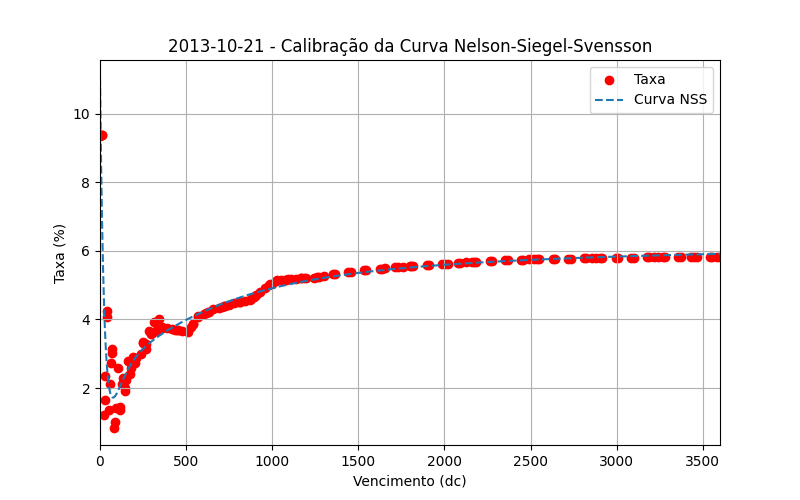 2013-10-21 - Calibração da Curva Nelson-Siegel-Svensson
Taxa
Curva NSS
Taxa (%)
10
8
6
4
2
0 500 1000 1500 2000 2500 3000 3500
Vencimento (dc)